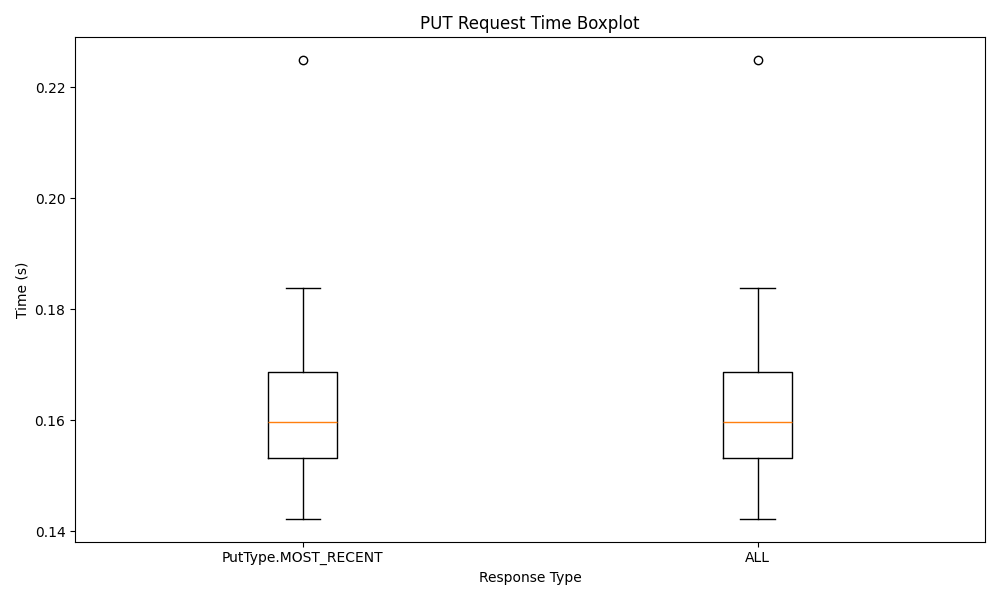 PUT Request Time Boxplot
Time (s)
0.22
0.20
0.18
0.16
0.14
PutType.MOST_RECENT
ALL
Response Type